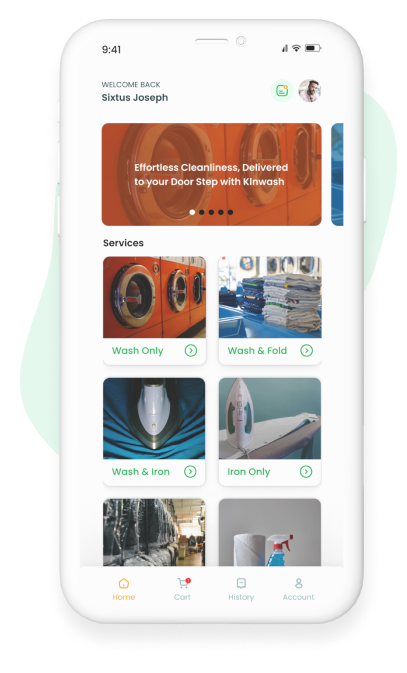 9:41
WELCOME BACK
Sixtus Joseph
Effortless Cleanliness, Delivered
to your Door Step with KInwash
Services
Wash Only
Wash & Fold
Wash & Iron
Iron Only
Home
Cart
History
Account